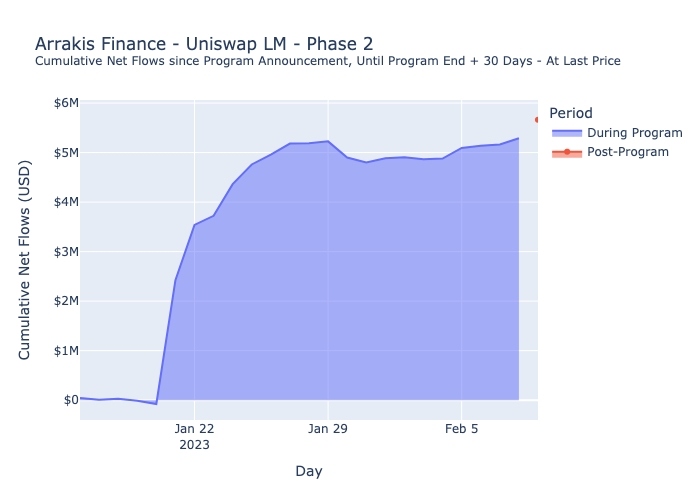 Arrakis Finance - Uniswap LM - Phase 2
Cumulative Net Flows since Program Announcement, Until Program End + 30 Days - At Last Price
$6M
$5M
$4M
$3M
$2M
$1M
$0
Cumulative Net Flows (USD)
Jan 22
2023
Jan 29
Feb 5
Day
Period
During Program
Post-Program